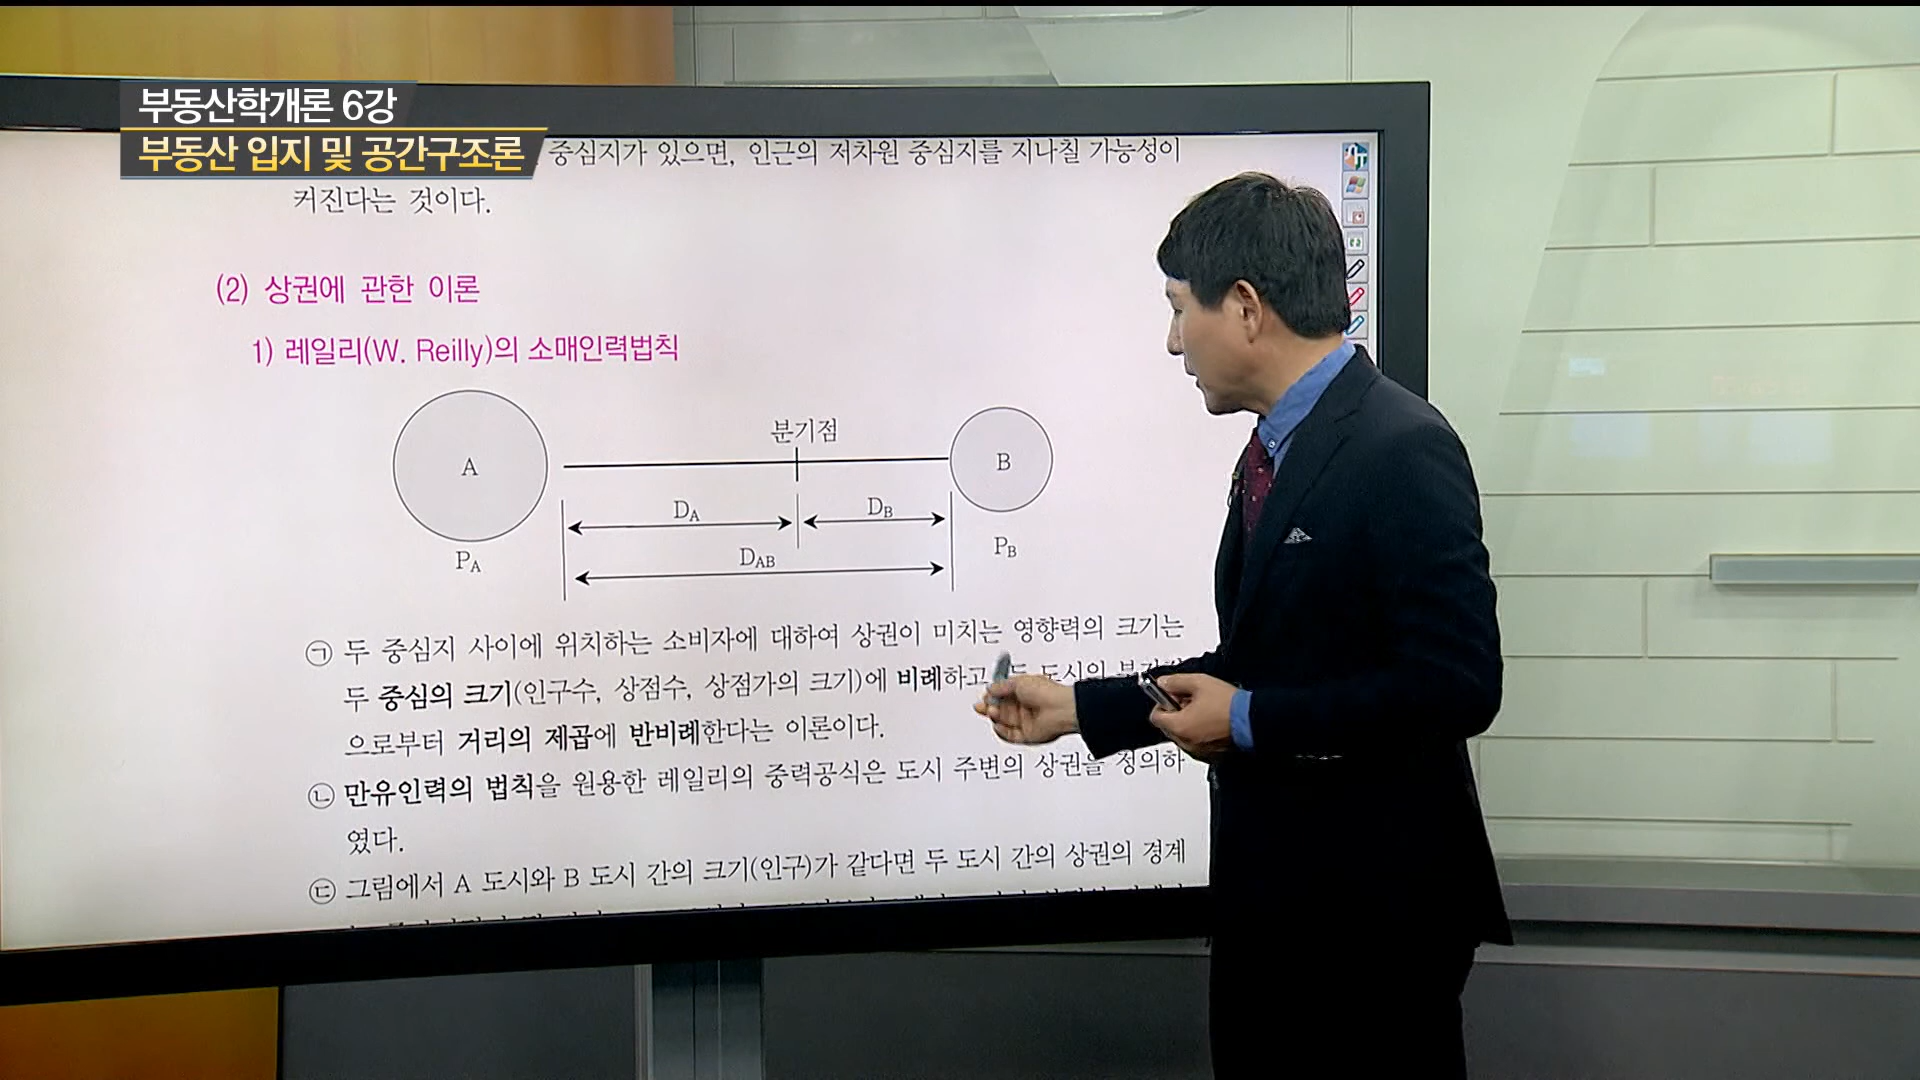 부동산학개론 6강
부동산 입지 및 공간구조론
중심지가 있으면, 인근의 저차원 중심지를 지나칠 가능성이
커진다는 것이다.
(2) 상권에 관한 이론
1) 레일리(W. Reilly)의 소매인력법칙
분기점
A
B
DA
DB
DAB
PA
PB
㉠ 두 중심지 사이에 위치하는 소비자에 대하여 상권이 미치는 영향력의 크기는
두 중심의 크기(인구수, 상점수, 상점가의 크기)에 비례하고 도시의
으로부터 거리의 제곱에 반비례한다는 이론이다.
㉡ 만유인력의 법칙을 원용한 레일리의 중력공식은 도시 주변의 상권을 정의하
였다.
㉢ 그림에서 A 도시와 B 도시 간의 크기(인구)가 같다면 두 도시 간의 상권의 경계